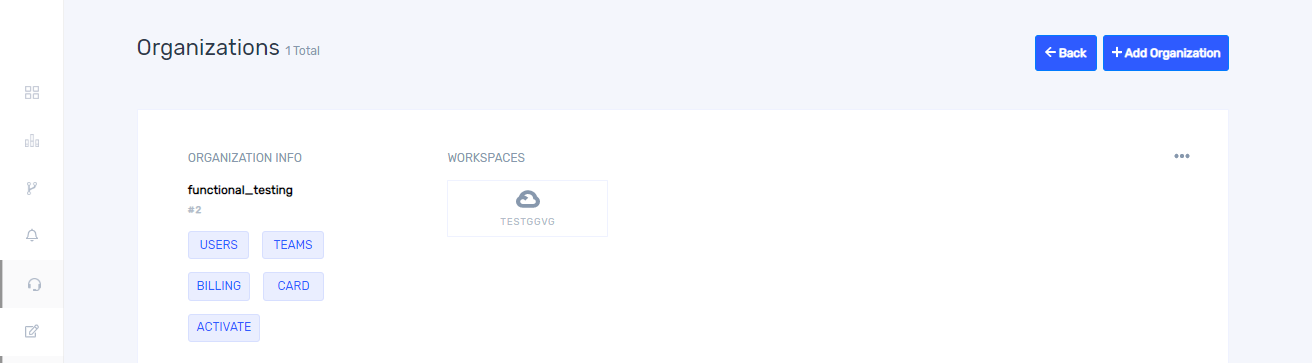 Organizations 1 Total
Back
Add Organization
ORGANIZATION INFO
functional_testing
#2
USERS
TEAMS
BILLING
CARD
ACTIVATE
WORKSPACES
TESTGGVG